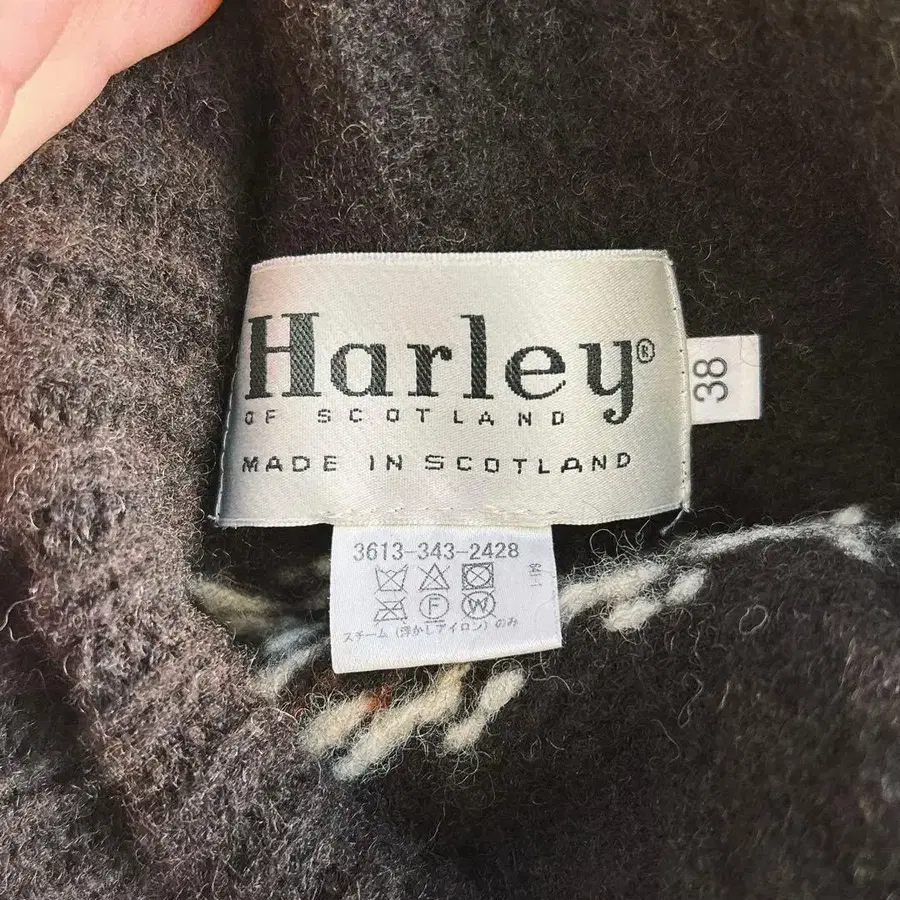 Harley®
OF SCOTLAND
MADE IN SCOTLAND
38
3613-343-2428
F W
スチーム(浮かしアイロン)のみ